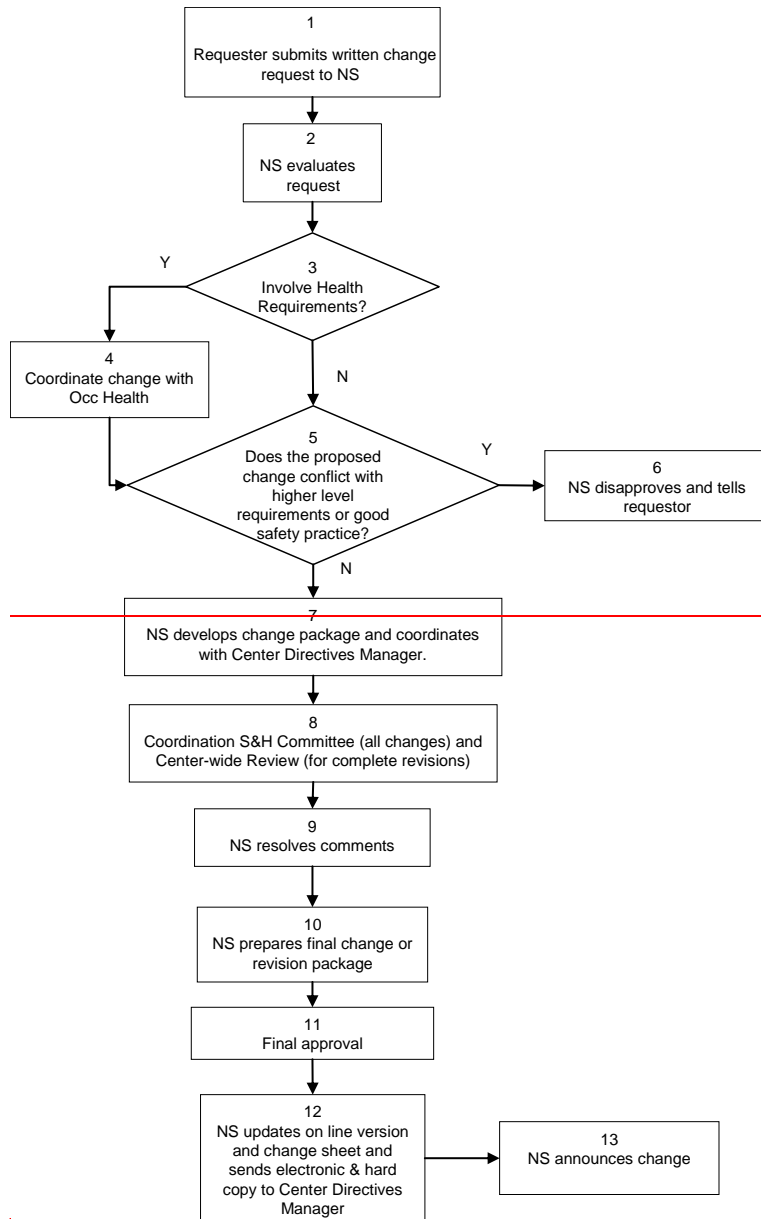 1
Requester submits written change
request to NS
2
NS evaluates
request
3
Involve Health
Requirements?
Y
N
4
Coordinate change with
Occ Health
5
Does the proposed
change conflict with
higher level
requirements or good
safety practice?
Y
N
6
NS disapproves and tells
requestor
7
NS develops change package and coordinates
with Center Directives Manager.
8
Coordination S&H Committee (all changes) and
Center-wide Review (for complete revisions)
9
NS resolves comments
10
NS prepares final change or
revision package
11
Final approval
12
NS updates on line version
and change sheet and
sends electronic & hard
copy to Center Directives
Manager
13
NS announces change